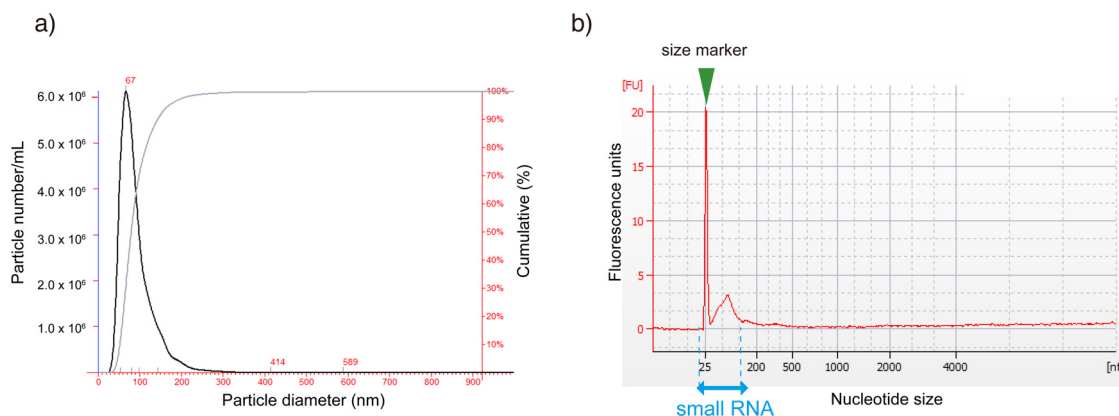 a)
67
6.0 x 10⁶
5.0 x 10⁶
4.0 x 10⁶
3.0 x 10⁶
2.0 x 10⁶
1.0 x 10⁶
Particle number/mL
100%
90%
80%
70%
60%
50%
40%
30%
20%
10%
Cumulative (%)
414
589
0
100
200
300
400
500
600
700
800
900
Particle diameter (nm)
b)
size marker
[FU]
20
15
10
5
0
Fluorescence units
25
200
500
1000
2000
4000
[nt
small RNA
Nucleotide size